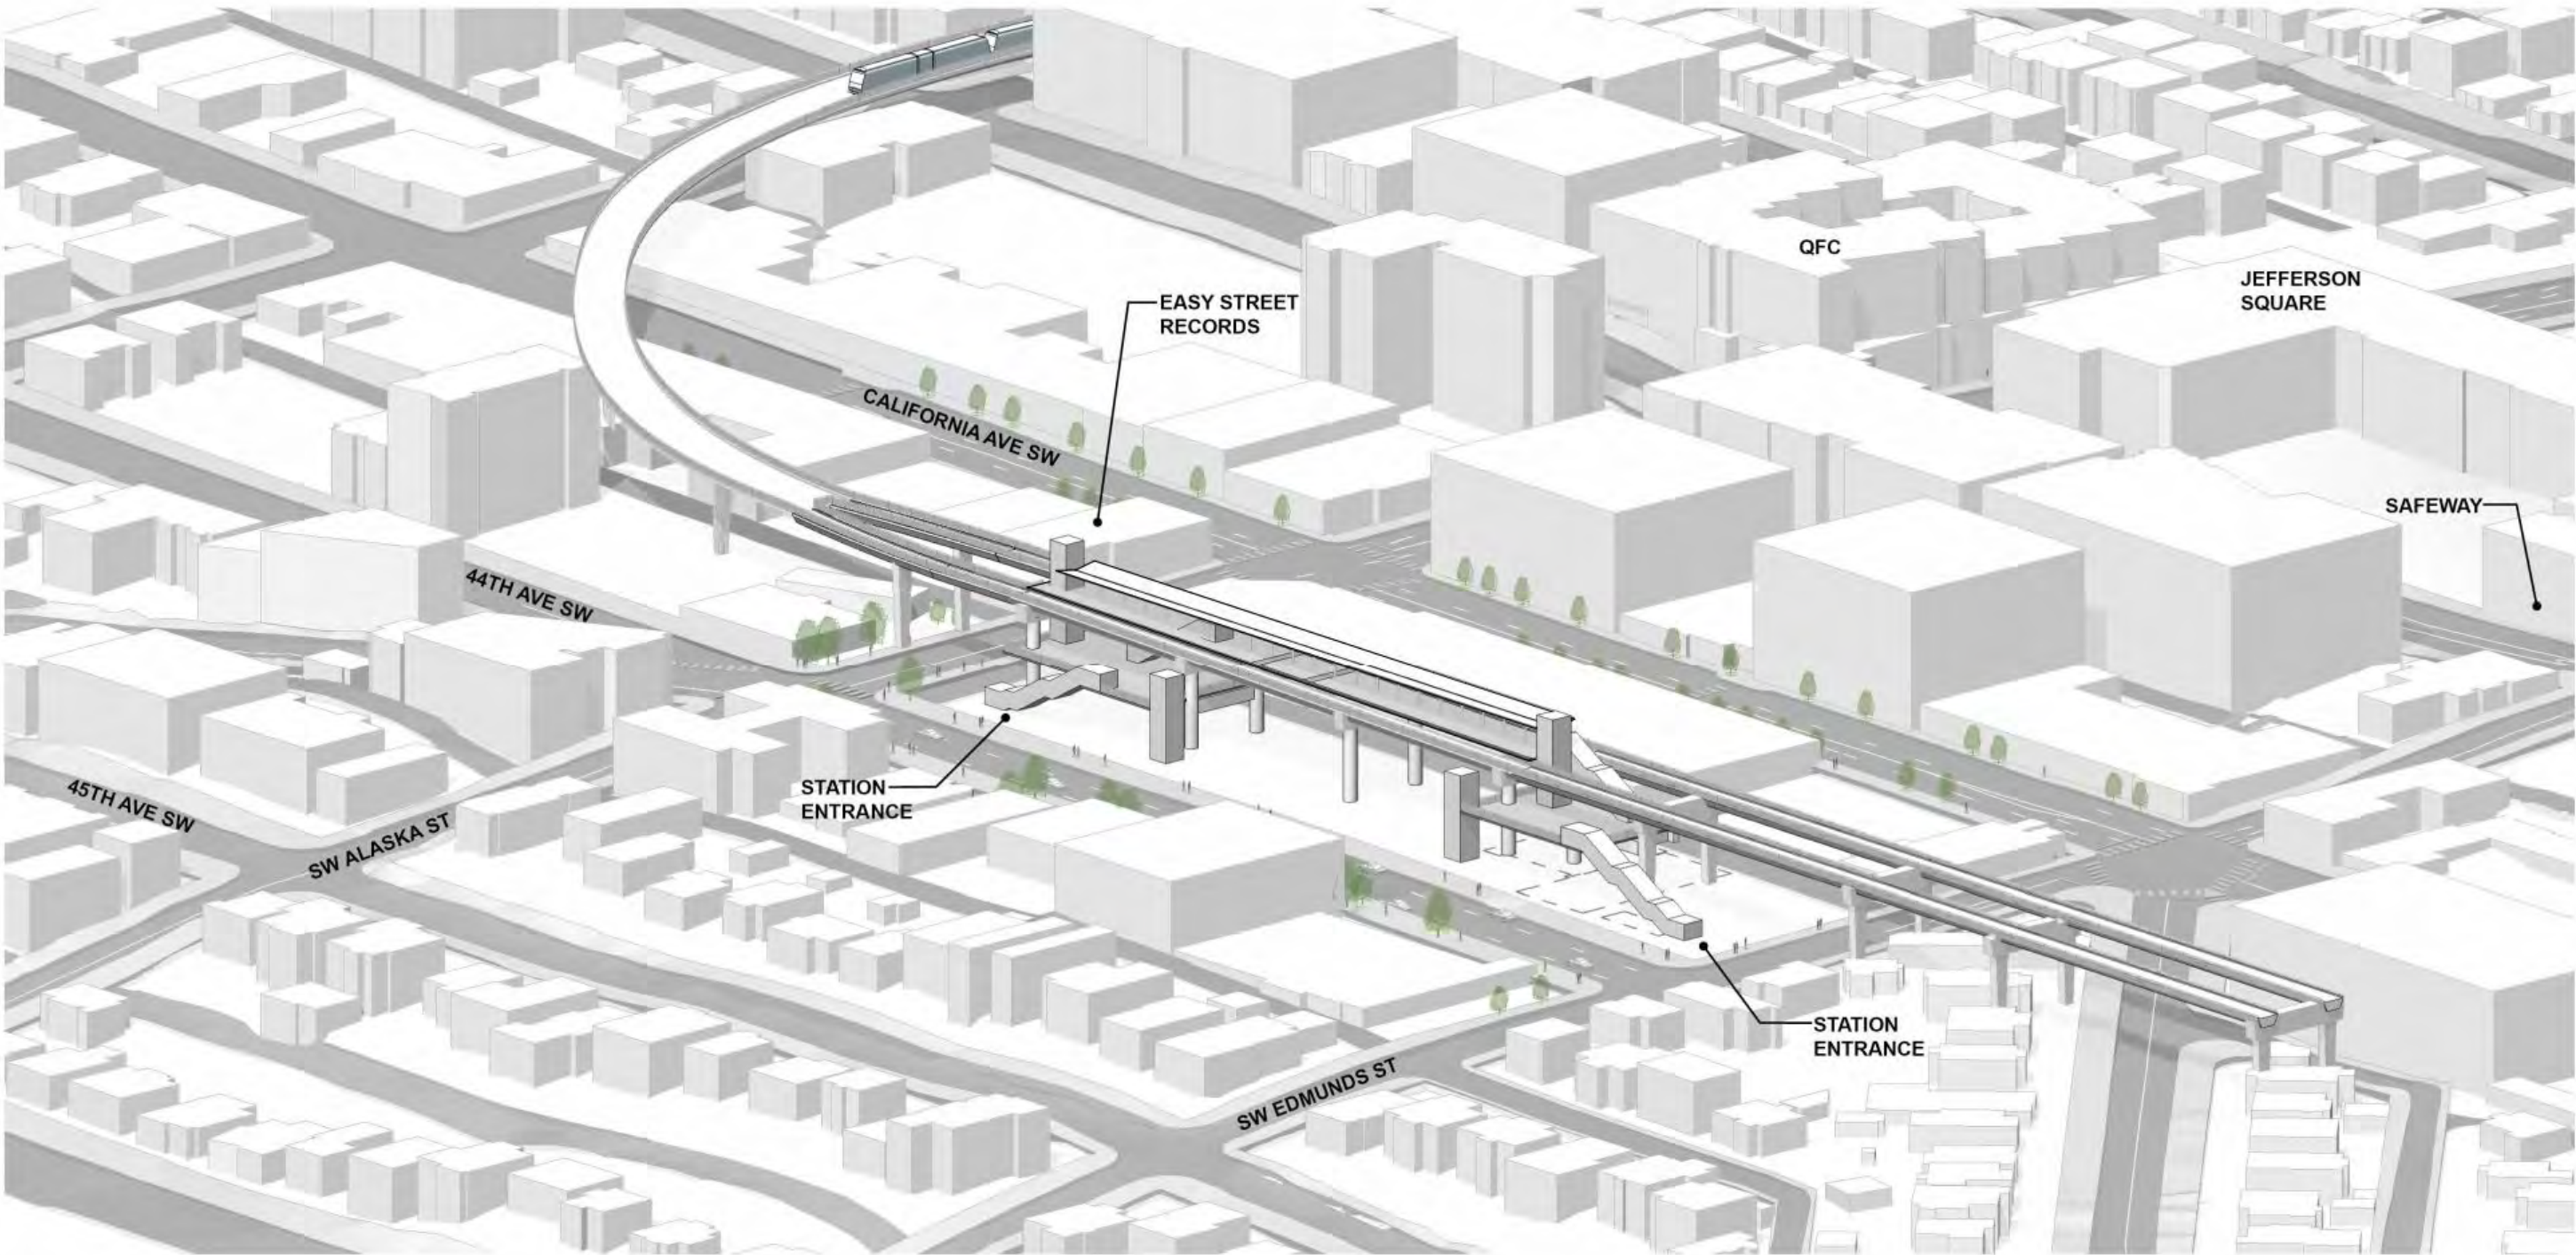 QFC
JEFFERSON
SQUARE
EASY STREET
RECORDS
CALIFORNIA AVE SW
SAFEWAY
44TH AVE SW
STATION
ENTRANCE
45TH AVE SW
SW ALASKA ST
STATION
ENTRANCE
SW EDMUNDS ST